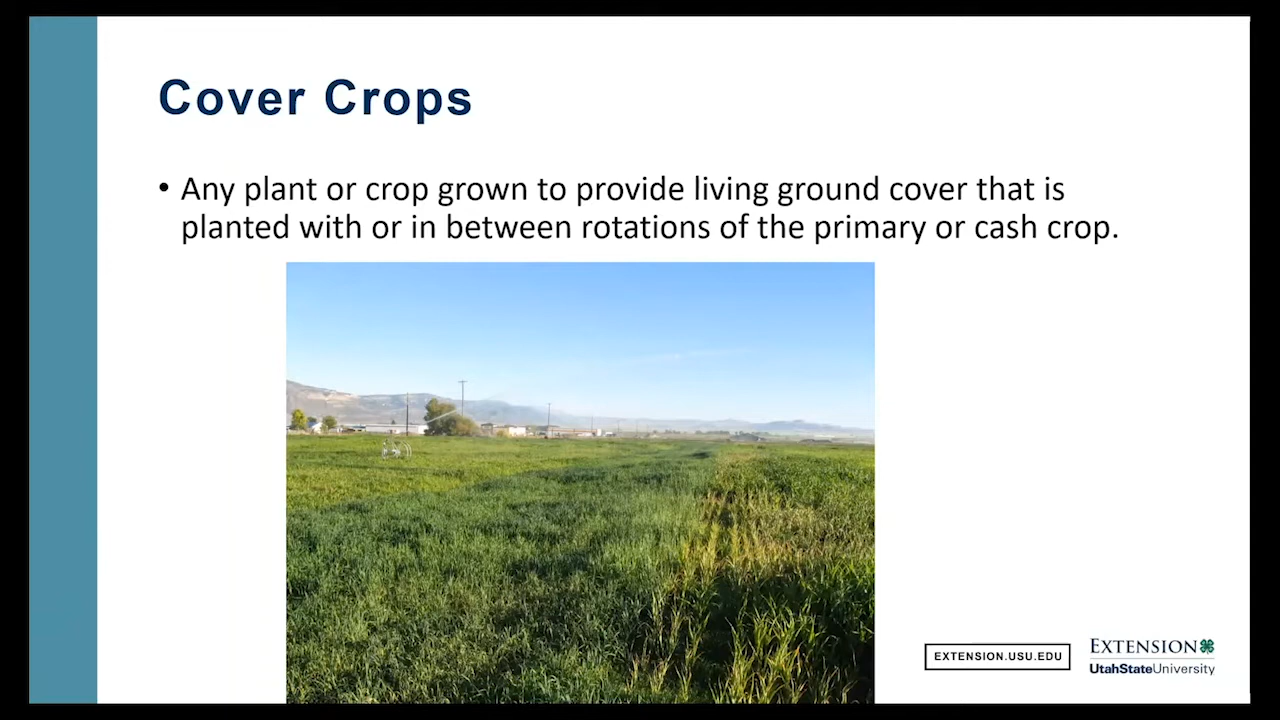 Cover Crops
• Any plant or crop grown to provide living ground cover that is
planted with or in between rotations of the primary or cash crop.
EXTENSION.USU.EDU
EXTENSION
UtahStateUniversity